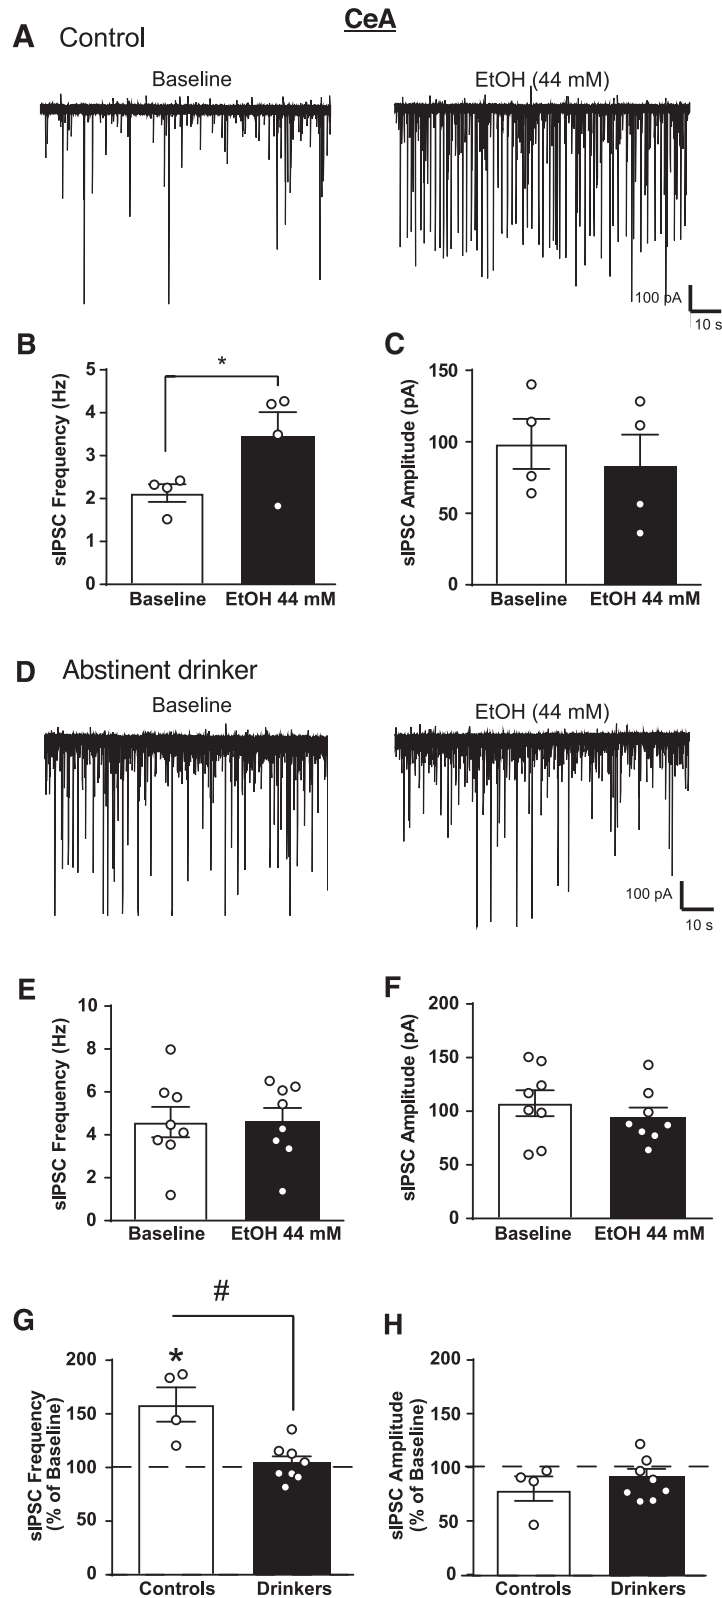 CeA
A Control
Baseline
EtOH (44 mM)
100 pA
10 s
B
sIPSC Frequency (Hz)
5
4
3
2
1
0
*
Baseline EtOH 44 mM
C
sIPSC Amplitude (pA)
150
100
50
0
Baseline EtOH 44 mM
D Abstinent drinker
Baseline
EtOH (44 mM)
100 pA
10 s
E
sIPSC Frequency (Hz)
10
8
6
4
2
0
Baseline EtOH 44 mM
F
sIPSC Amplitude (pA)
200
150
100
50
0
Baseline EtOH 44 mM
G
sIPSC Frequency
(% of Baseline)
200
150
100
50
0
#
*
Controls Drinkers
H
sIPSC Amplitude
(% of Baseline)
200
150
100
50
0
Controls Drinkers